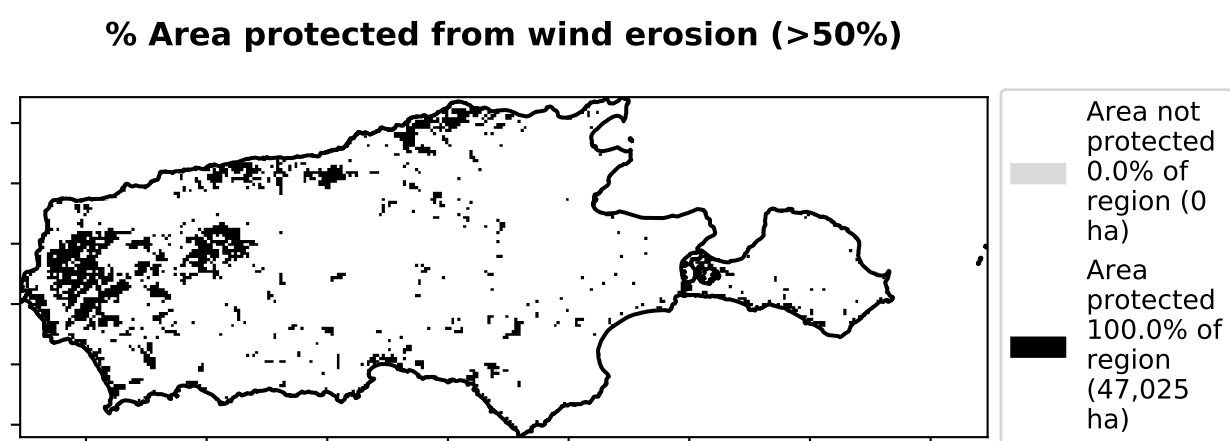 % Area protected from wind erosion (>50%)
Area not
protected
0.0% of
region (0
ha)
Area
protected
100.0% of
region
(47,025
ha)